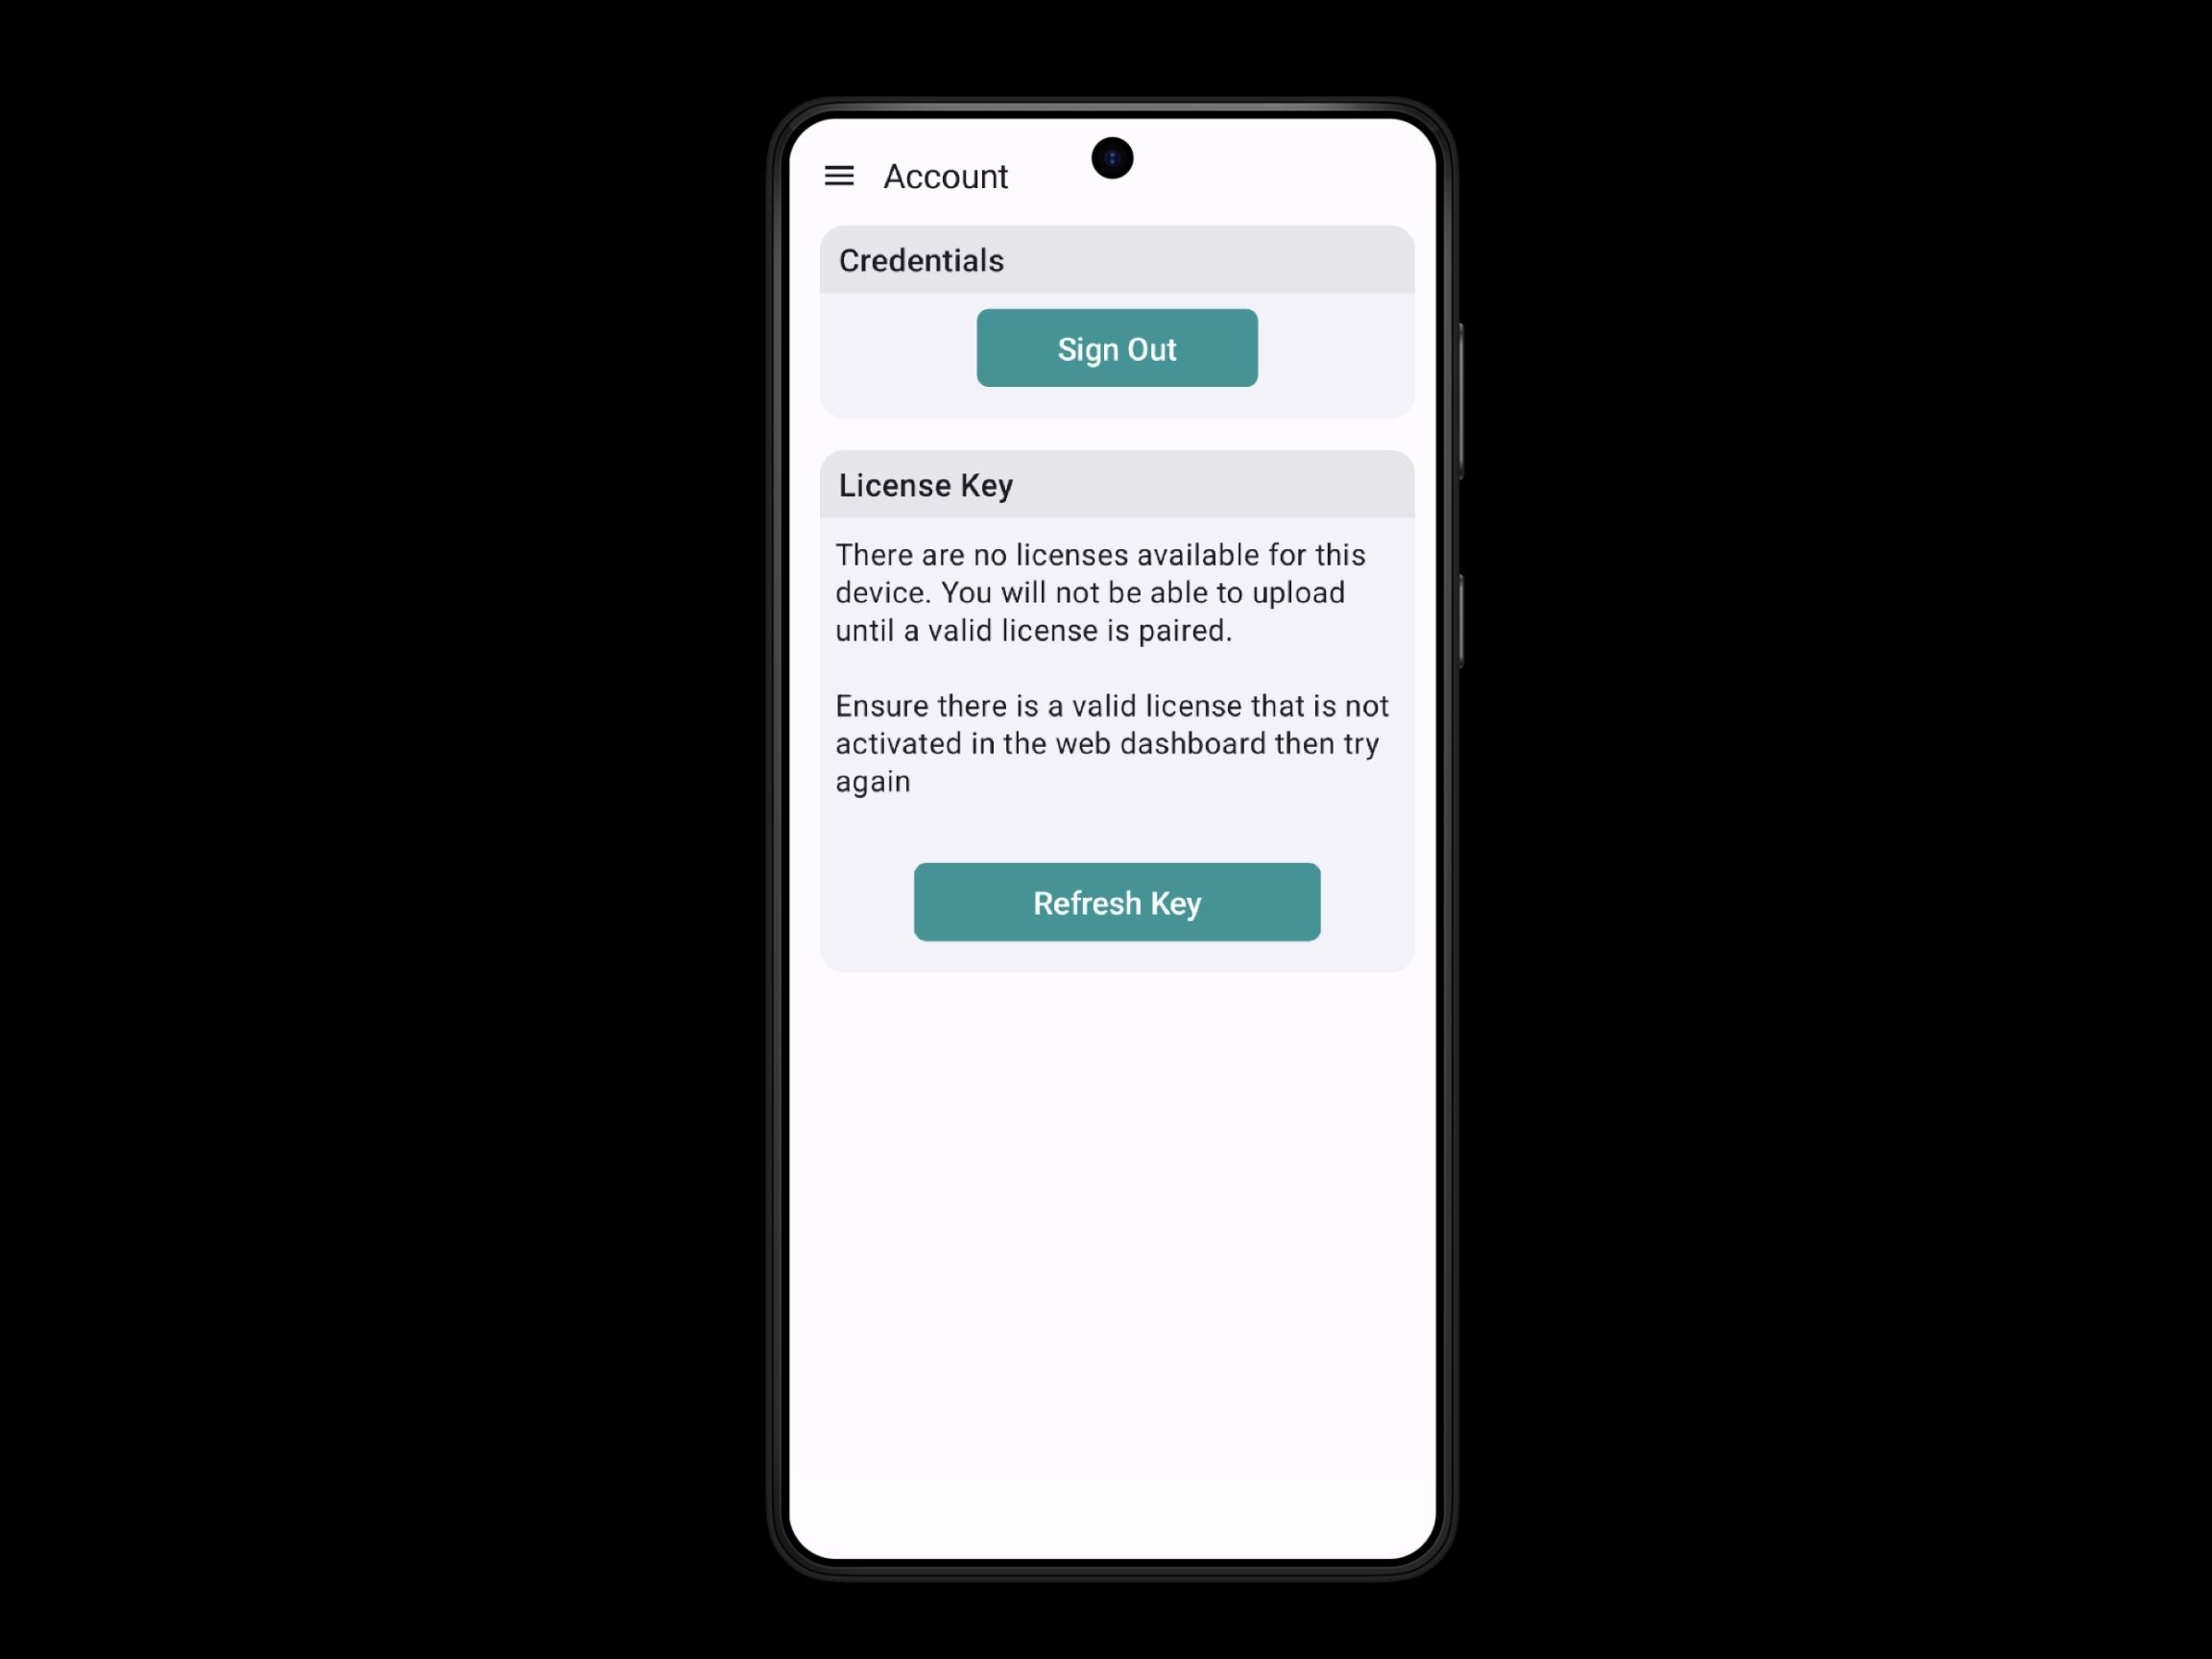 Account
Credentials
Sign Out
License Key
There are no licenses available for this
device. You will not be able to upload
until a valid license is paired.
Ensure there is a valid license that is not
activated in the web dashboard then try
again
Refresh Key